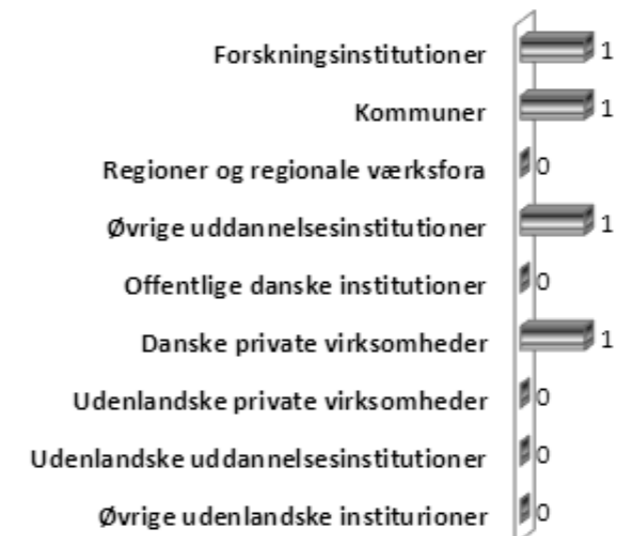 Forskningsinstitutioner 1
Kommuner 1
Regioner og regionale værksfora 0
Øvrige uddannelsesinstitutioner 1
Offentlige danske institutioner 0
Danske private virksomheder 1
Udenlandske private virksomheder 0
Udenlandske uddannelsesinstitutioner 0
Øvrige udenlandske institurioner 0